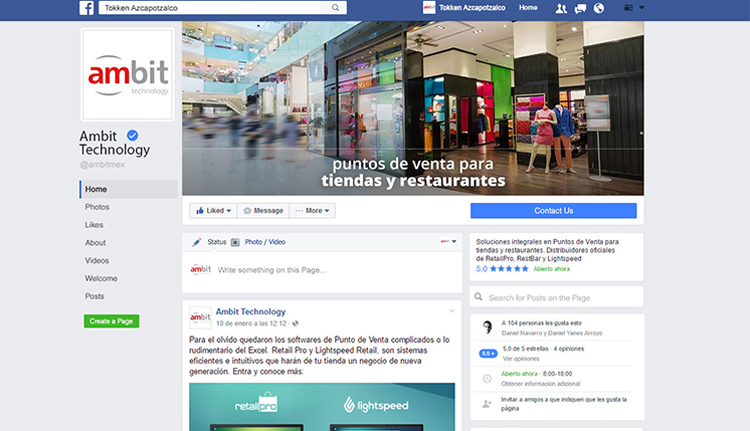 Tokken Azcapotzalco
Tokken Azcapotzalco Home
ambit
technology
puntos de venta para
tiendas y restaurantes
Ambit
Technology
@ambitmex
Home
Photos
Likes
About
Videos
Welcome
Posts
Create a Page
Liked Message More
Contact Us
Status Photo / Video
ambit
Write something on this Page...
ambit
Ambit Technology
10 de enero a las 12:12
Para el olvido quedaron los softwares de Punto de Venta complicados o lo
rudimentario del Excel. Retail Pro y Lightspeed Retail, son sistemas
eficientes e intuitivos que harán de tu tienda un negocio de nueva
generación. Entra y conoce más:
retailpro lightspeed
Soluciones integrales en Puntos de Venta para
tiendas y restaurantes. Distribuidores oficiales
de RetailPro, RestBar y Lightspeed
5.0 ★★★★★ Abierto ahora
Search for Posts on the Page
A 104 personas les gusta esto
Daniel Navarro y Daniel Yanes Arroyo
5,0 de 5 estrellas · 4 opiniones
Ver opiniones
Abierto ahora · 8:00-18:00
Obtener información adicional
Invitar a amigos a que indiquen que les gusta la
página